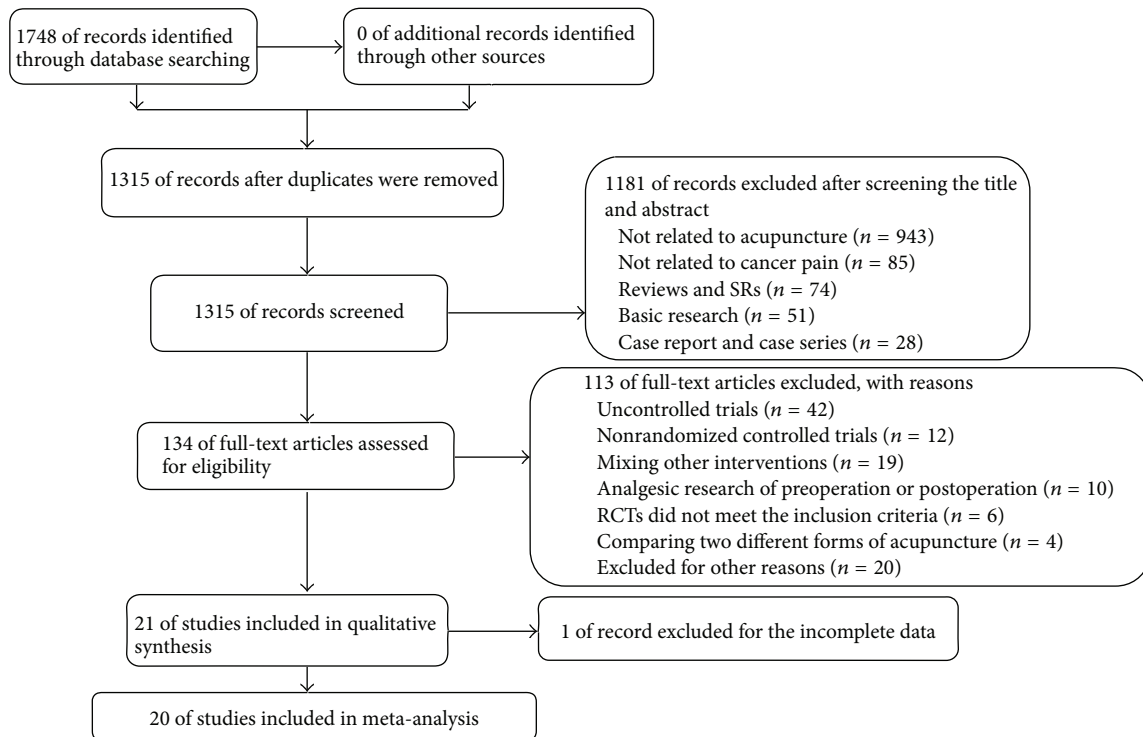 1748 of records identified
through database searching
0 of additional records identified
through other sources
1315 of records after duplicates were removed
1181 of records excluded after screening the title
and abstract
Not related to acupuncture (n = 943)
Not related to cancer pain (n = 85)
Reviews and SRs (n = 74)
Basic research (n = 51)
Case report and case series (n = 28)
1315 of records screened
113 of full-text articles excluded, with reasons
Uncontrolled trials (n = 42)
Nonrandomized controlled trials (n = 12)
Mixing other interventions (n = 19)
Analgesic research of preoperation or postoperation (n = 10)
RCTs did not meet the inclusion criteria (n = 6)
Comparing two different forms of acupuncture (n = 4)
Excluded for other reasons (n = 20)
134 of full-text articles assessed
for eligibility
21 of studies included in qualitative
synthesis
1 of record excluded for the incomplete data
20 of studies included in meta-analysis